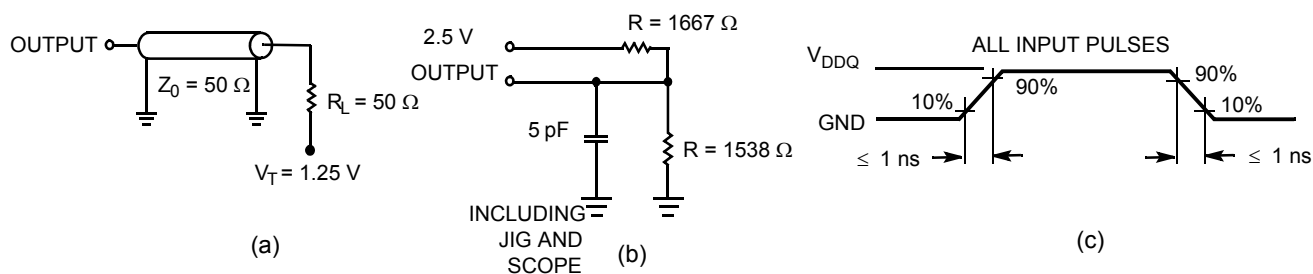 OUTPUT
Z0 = 50 Ω
RL = 50 Ω
VT = 1.25 V
(a)
R = 1667 Ω
2.5 V
OUTPUT
5 pF
R = 1538 Ω
INCLUDING
JIG AND
SCOPE
(b)
ALL INPUT PULSES
VDDQ
GND
10%
90%
90%
10%
≤ 1 ns
≤ 1 ns
(c)